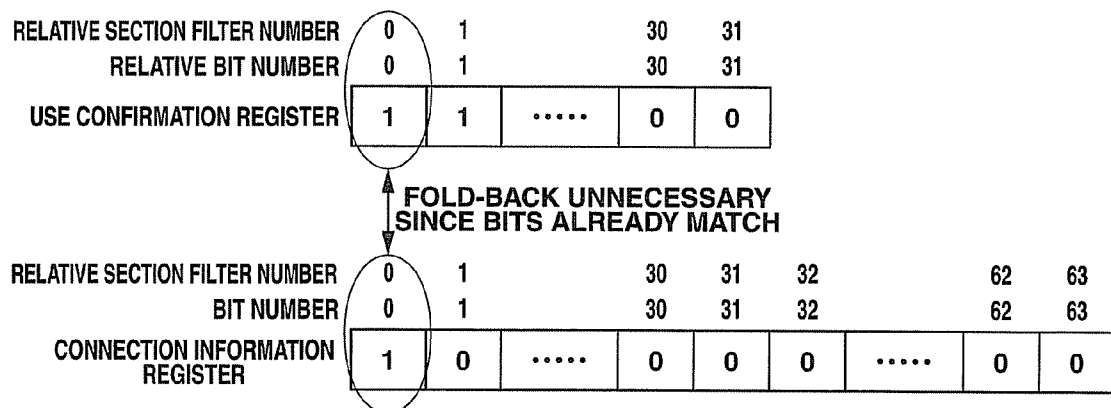 RELATIVE SECTION FILTER NUMBER 0 1 30 31
RELATIVE BIT NUMBER 0 1 30 31
USE CONFIRMATION REGISTER 1 1 ..... 0 0
FOLD-BACK UNNECESSARY
SINCE BITS ALREADY MATCH
RELATIVE SECTION FILTER NUMBER 0 1 30 31 32 62 63
BIT NUMBER 0 1 30 31 32 62 63
CONNECTION INFORMATION
REGISTER 1 0 ..... 0 0 0 ..... 0 0